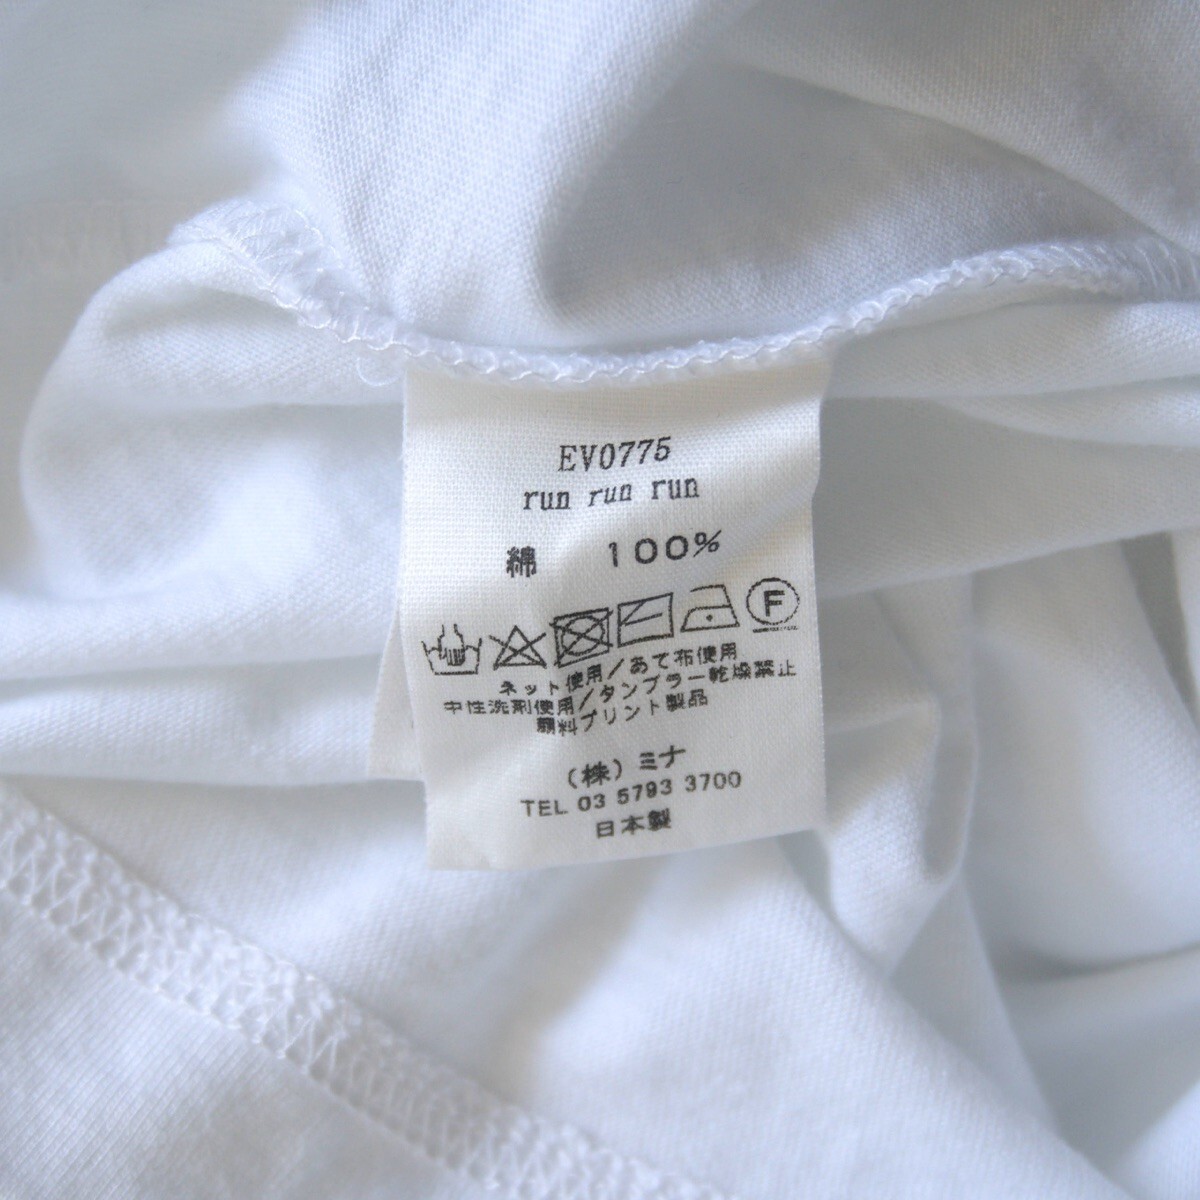 EV0775
run run run
綿 100%
F
ネット使用/あて布使用
中性洗剤使用/タンブラー乾燥禁止
顔料プリント製品
(株)ミナ
TEL 03 5793 3700
日本製